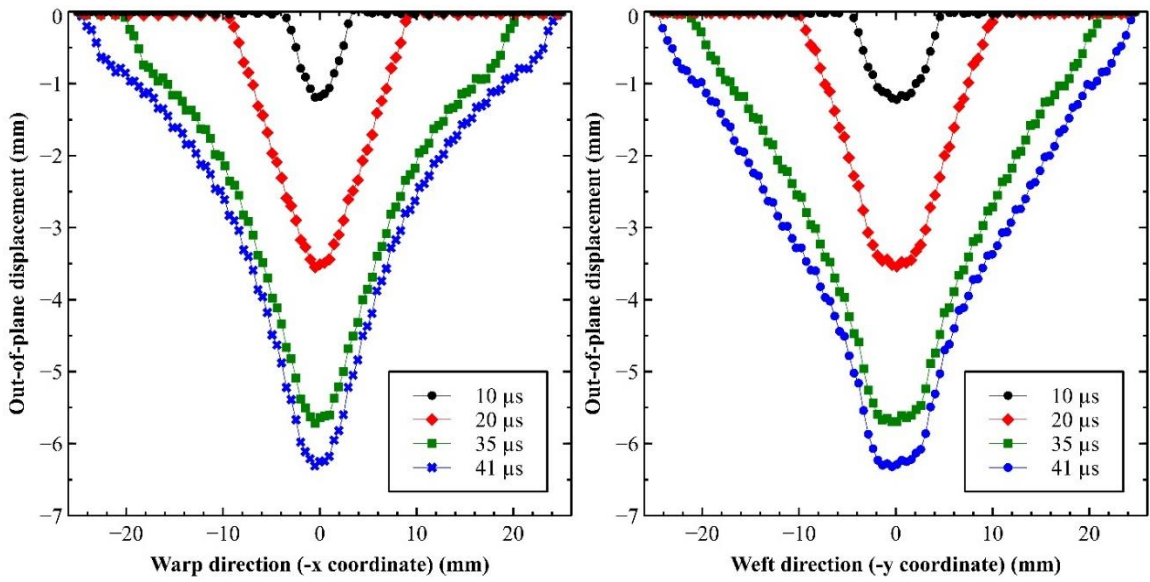 0
−1
−2
−3
−4
−5
−6
−7
Out-of-plane displacement (mm)
10 µs
20 µs
35 µs
41 µs
−20
−10
0
10
20
Warp direction (-x coordinate) (mm)
0
−1
−2
−3
−4
−5
−6
−7
Out-of-plane displacement (mm)
10 µs
20 µs
35 µs
41 µs
−20
−10
0
10
20
Weft direction (-y coordinate) (mm)